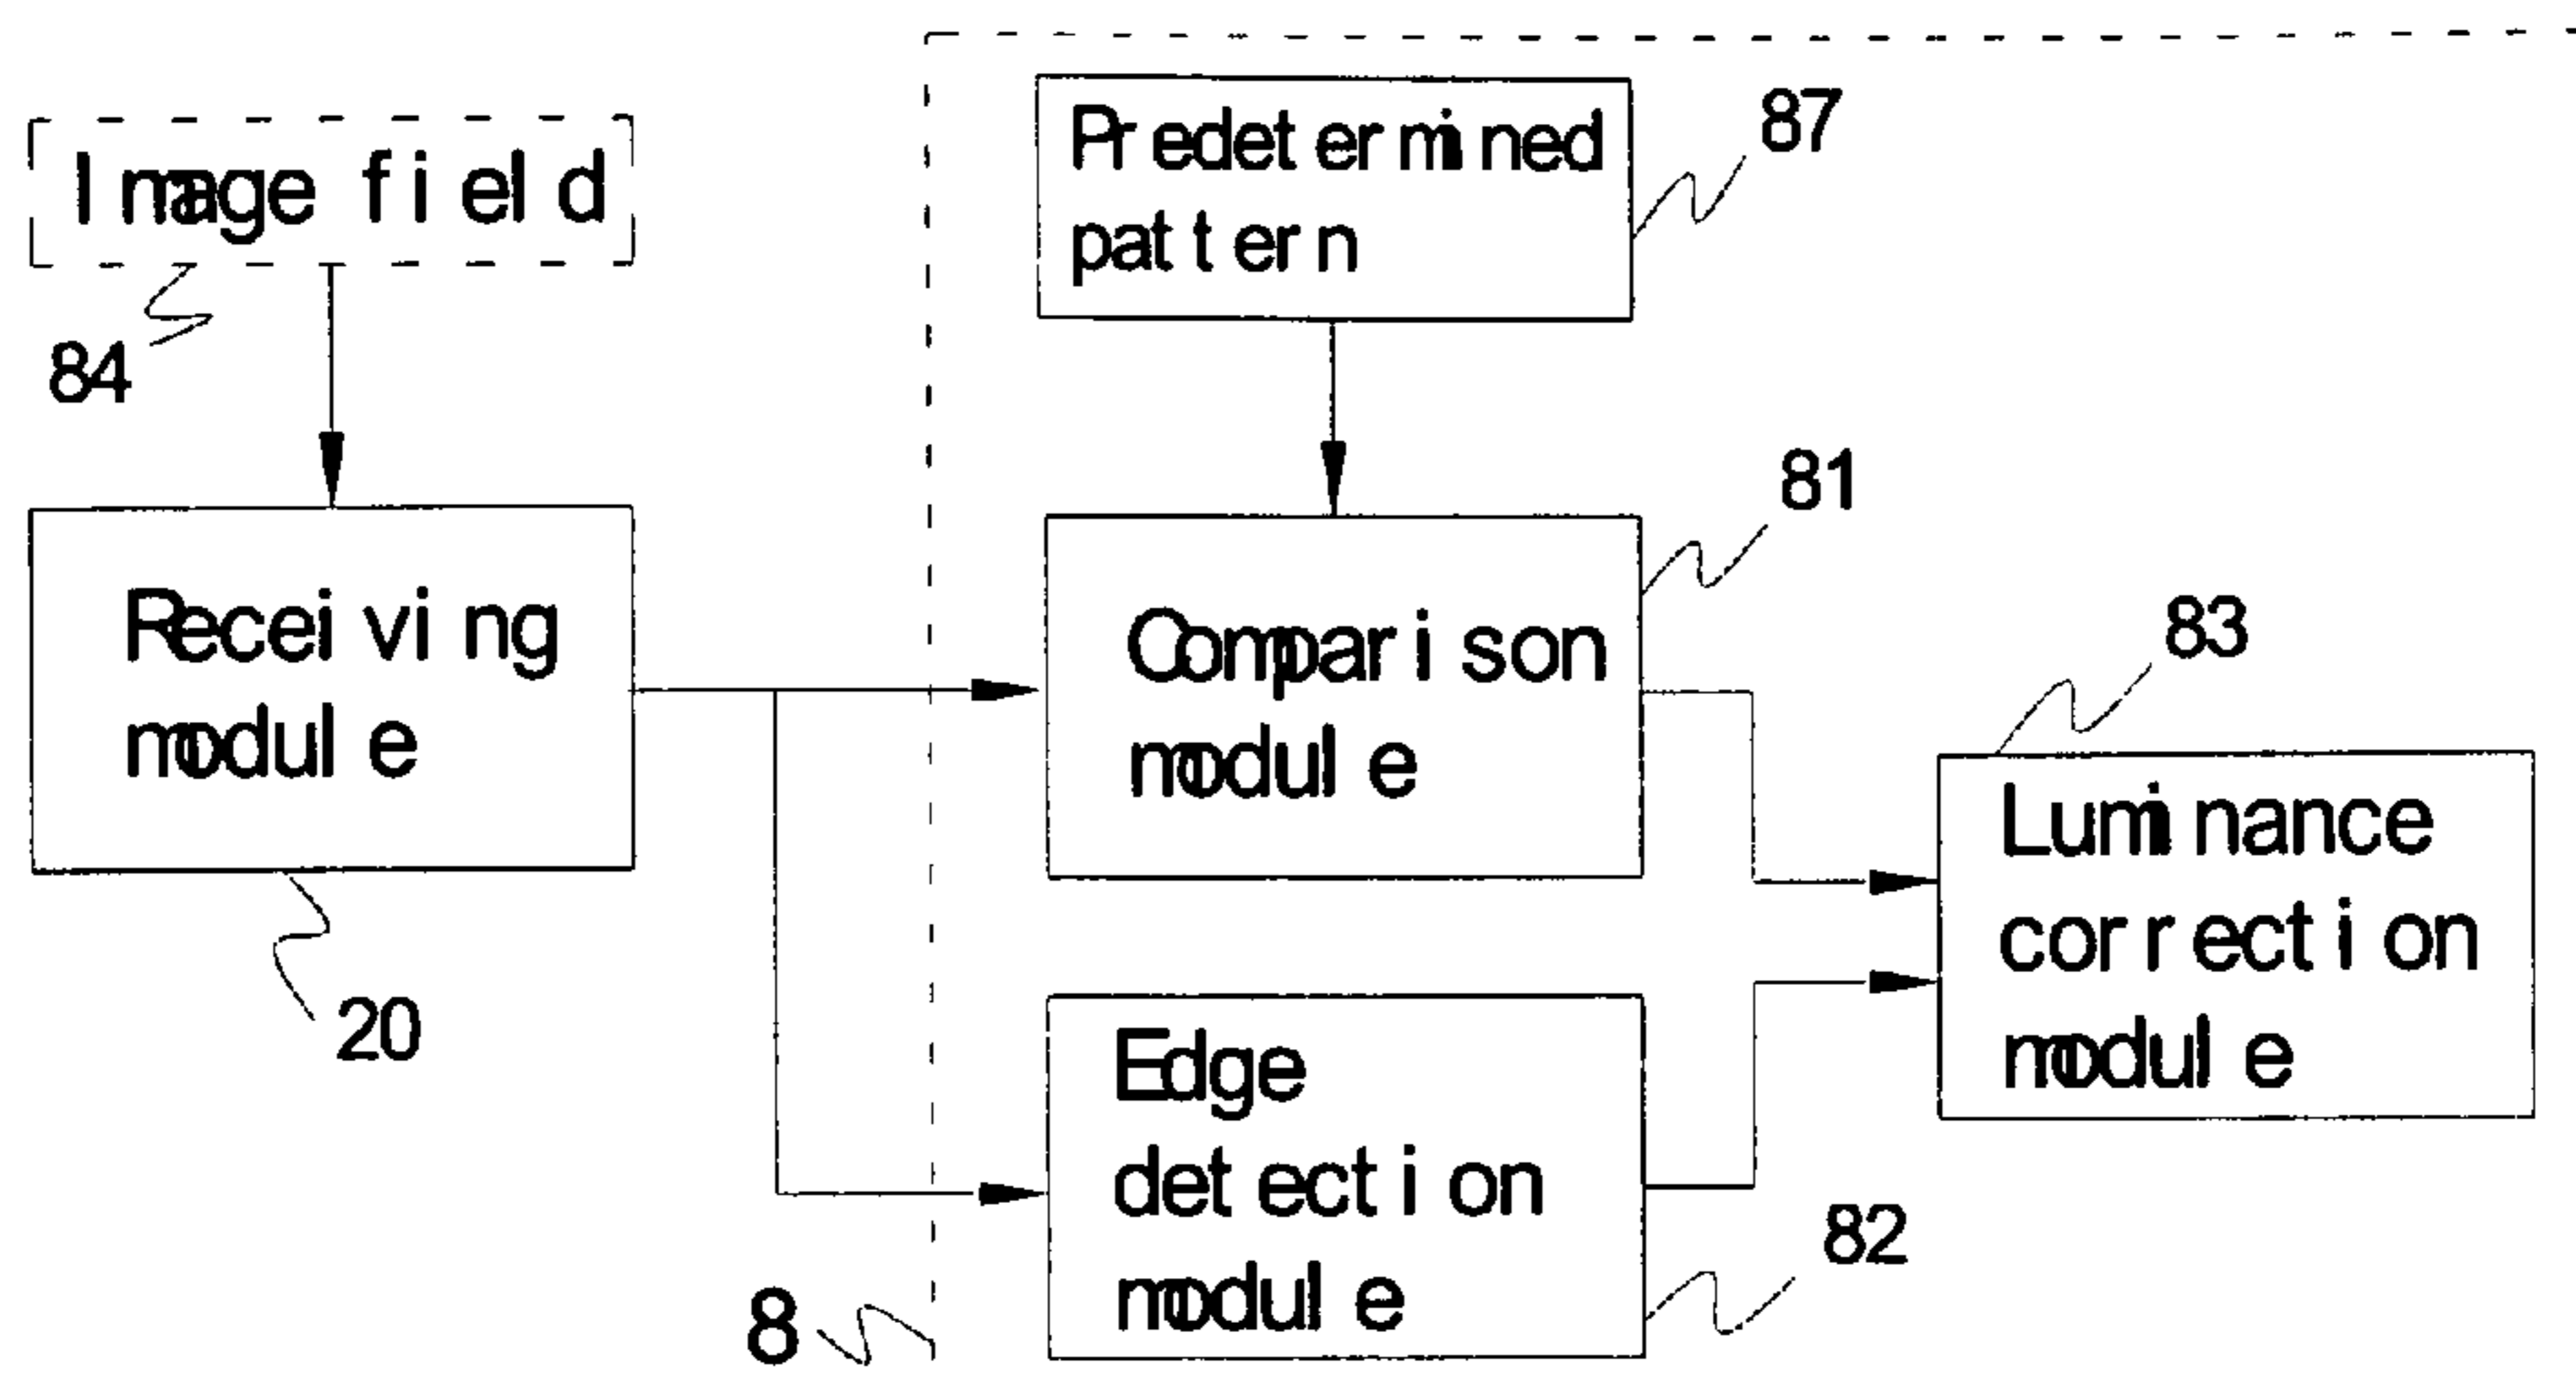 Image field
84
Receiving
module
20
Predetermined
pattern
87
Comparison
module
81
Edge
detection
module
82
Luminance
correction
module
83
8